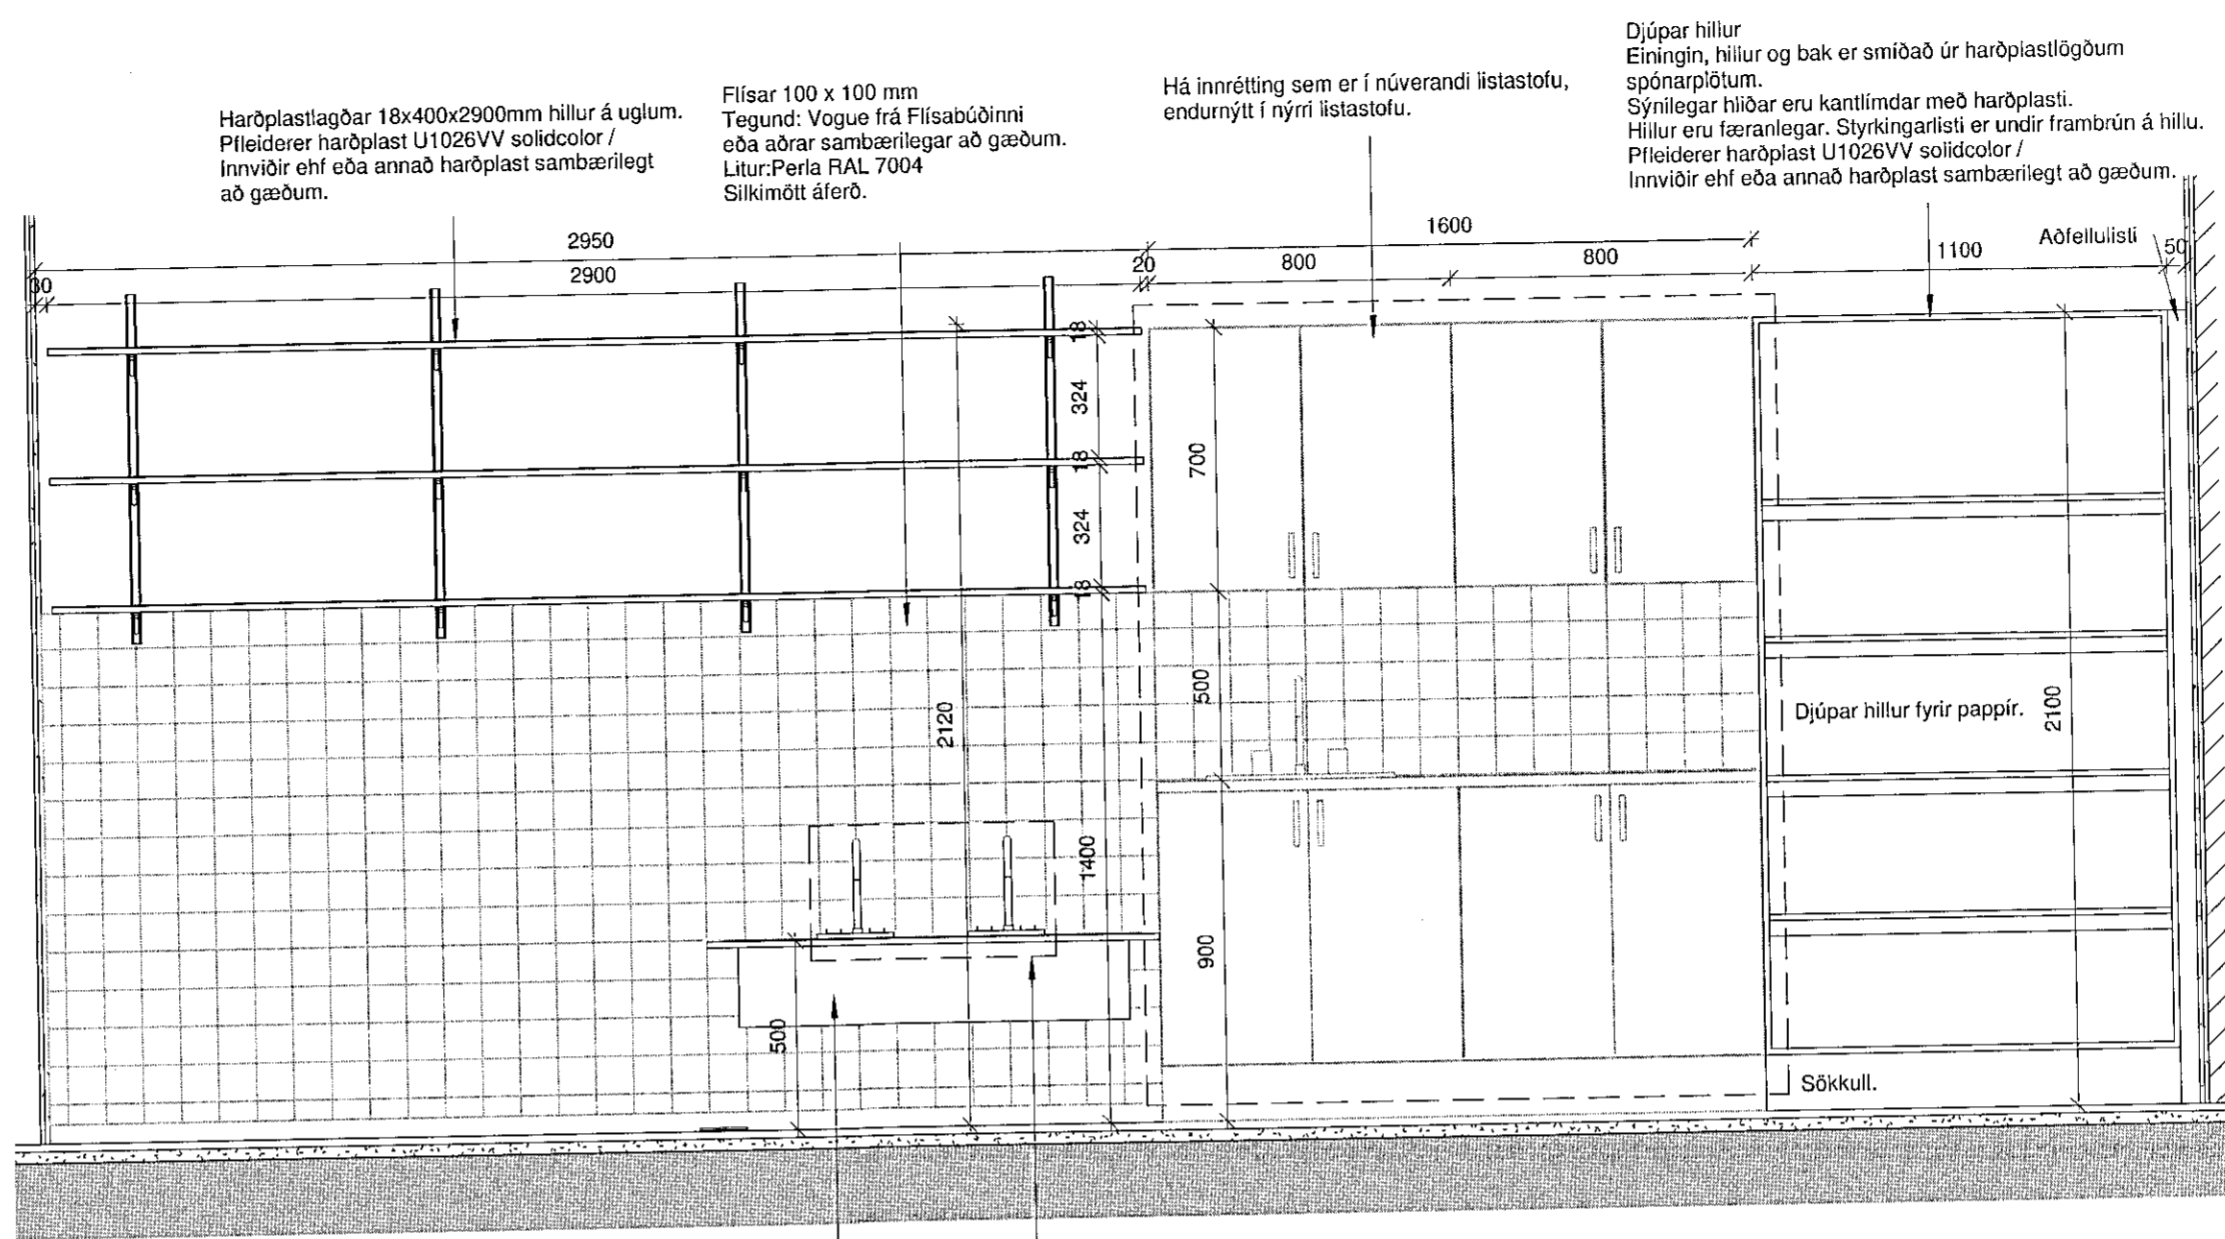 Harðplastlagðar 18x400x2900mm hillur á uglum.
Pfleiderer harðplast U1026VV solidcolor /
Innviðir ehf eða annað harðplast sambærilegt
að gæðum.
Flísar 100 x 100 mm
Tegund: Vogue frá Flísabúðinni
eða aðrar sambærilegar að gæðum.
Litur:Perla RAL 7004
Silkimött áferð.
Há innrétting sem er í núverandi listastofu,
endurnýtt í nýrri listastofu.
Djúpar hillur
Einingin, hillur og bak er smíðað úr harðplastlögðum
spónarplötum.
Sýnilegar hliðar eru kantlímdar með harðplasti.
Hillur eru færanlegar. Styrkingarlisti er undir frambrún á hillu.
Pfleiderer harðplast U1026VV solidcolor /
Innviðir ehf eða annað harðplast sambærilegt að gæðum.
2950
1600
Aðfellulisti
30
2900
20
800
800
1100
50
18
324
18
324
18
700
500
900
2120
1400
500
Djúpar hillur fyrir pappír.
2100
Sökkull.